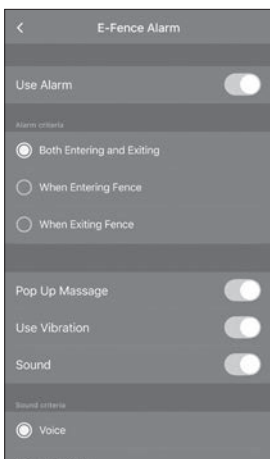 E-Fence Alarm
Use Alarm
Alarm criteria
Both Entering and Exiting
When Entering Fence
When Exiting Fence
Pop Up Massage
Use Vibration
Sound
Sound criteria
Voice